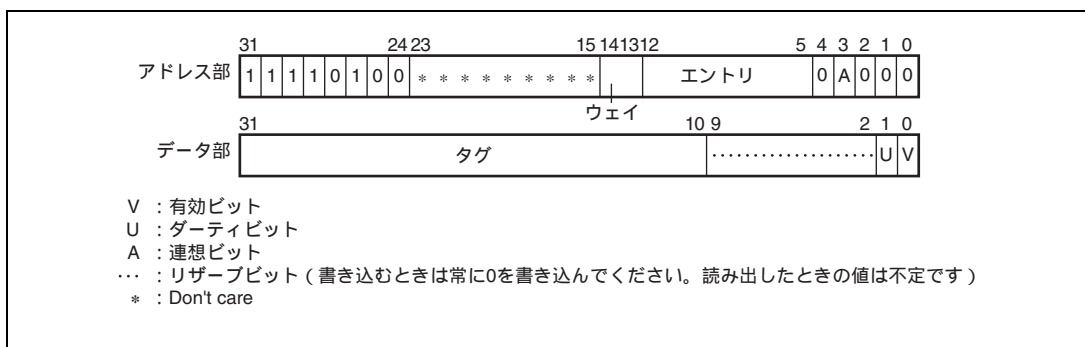 31 24 23 15 14 13 12 5 4 3 2 1 0
アドレス部 1 1 1 1 0 1 0 0 * * * * * * * * * エントリ 0 A 0 0 0
ウェイ
31 10 9 2 1 0
データ部 タグ ・・・・・・・・・・・・・・・・・・・・ U V
V ：有効ビット
U ：ダーティビット
A ：連想ビット
… ：リザーブビット（書き込むときは常に0を書き込んでください。読み出したときの値は不定です）
* ：Don't care